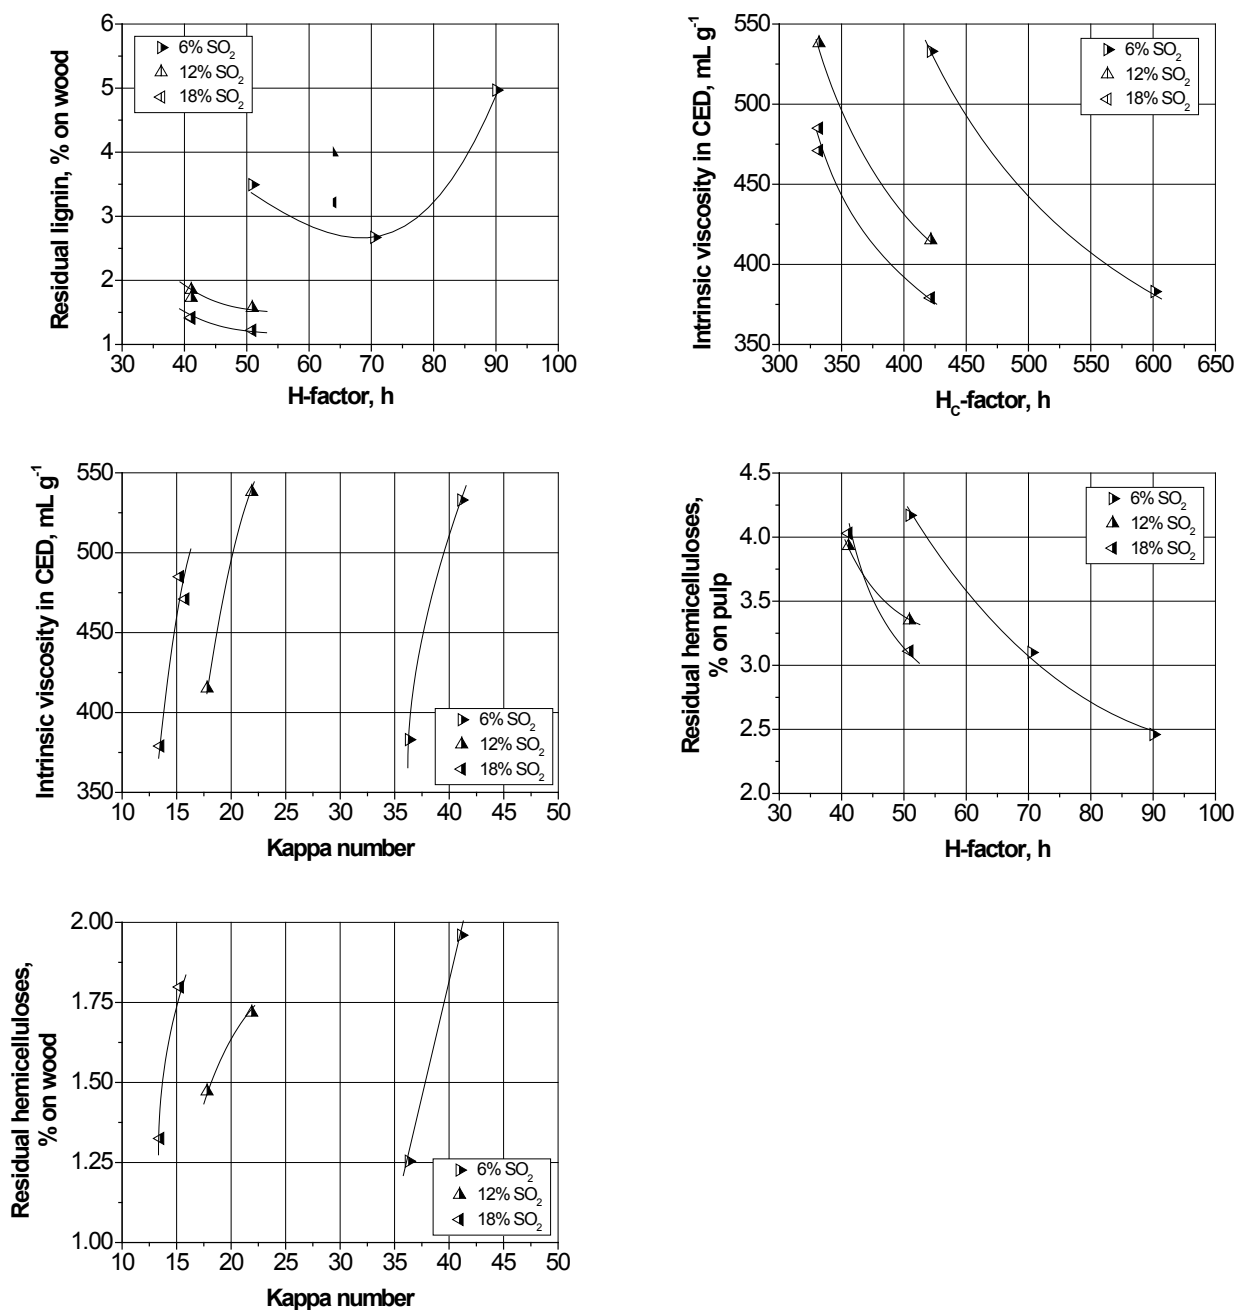 6
5
4
3
2
1
Residual lignin, % on wood
6% SO2
12% SO2
18% SO2
30 40 50 60 70 80 90 100
H-factor, h
550
500
450
400
350
Intrinsic viscosity in CED, mL g-1
6% SO2
12% SO2
18% SO2
300 350 400 450 500 550 600 650
HC-factor, h
550
500
450
400
350
Intrinsic viscosity in CED, mL g-1
6% SO2
12% SO2
18% SO2
10 15 20 25 30 35 40 45 50
Kappa number
4.5
4.0
3.5
3.0
2.5
2.0
Residual hemicelluloses,
% on pulp
6% SO2
12% SO2
18% SO2
30 40 50 60 70 80 90 100
H-factor, h
2.00
1.75
1.50
1.25
1.00
Residual hemicelluloses,
% on wood
6% SO2
12% SO2
18% SO2
10 15 20 25 30 35 40 45 50
Kappa number